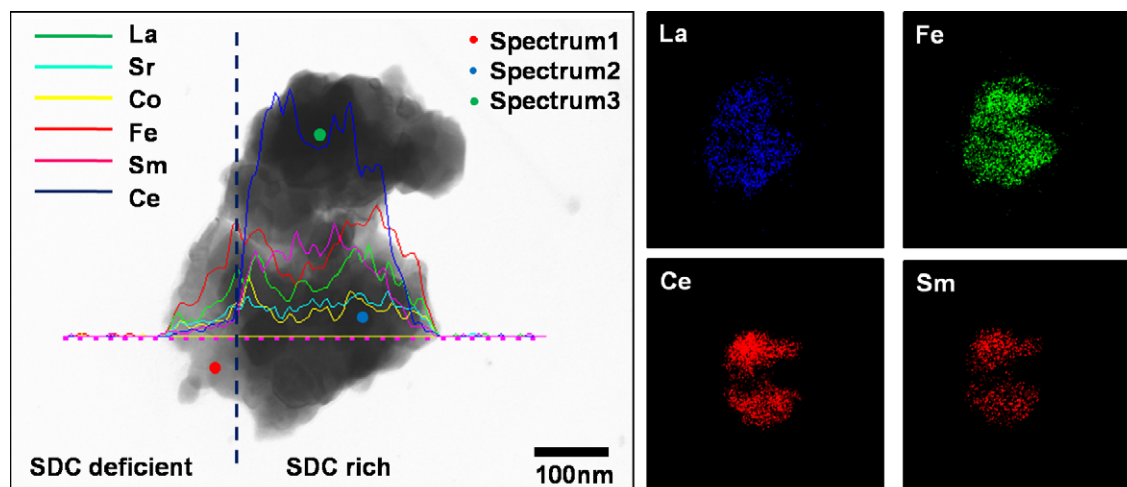 La
Sr
Co
Fe
Sm
Ce
Spectrum1
Spectrum2
Spectrum3
SDC deficient
SDC rich
100nm
La
Fe
Ce
Sm